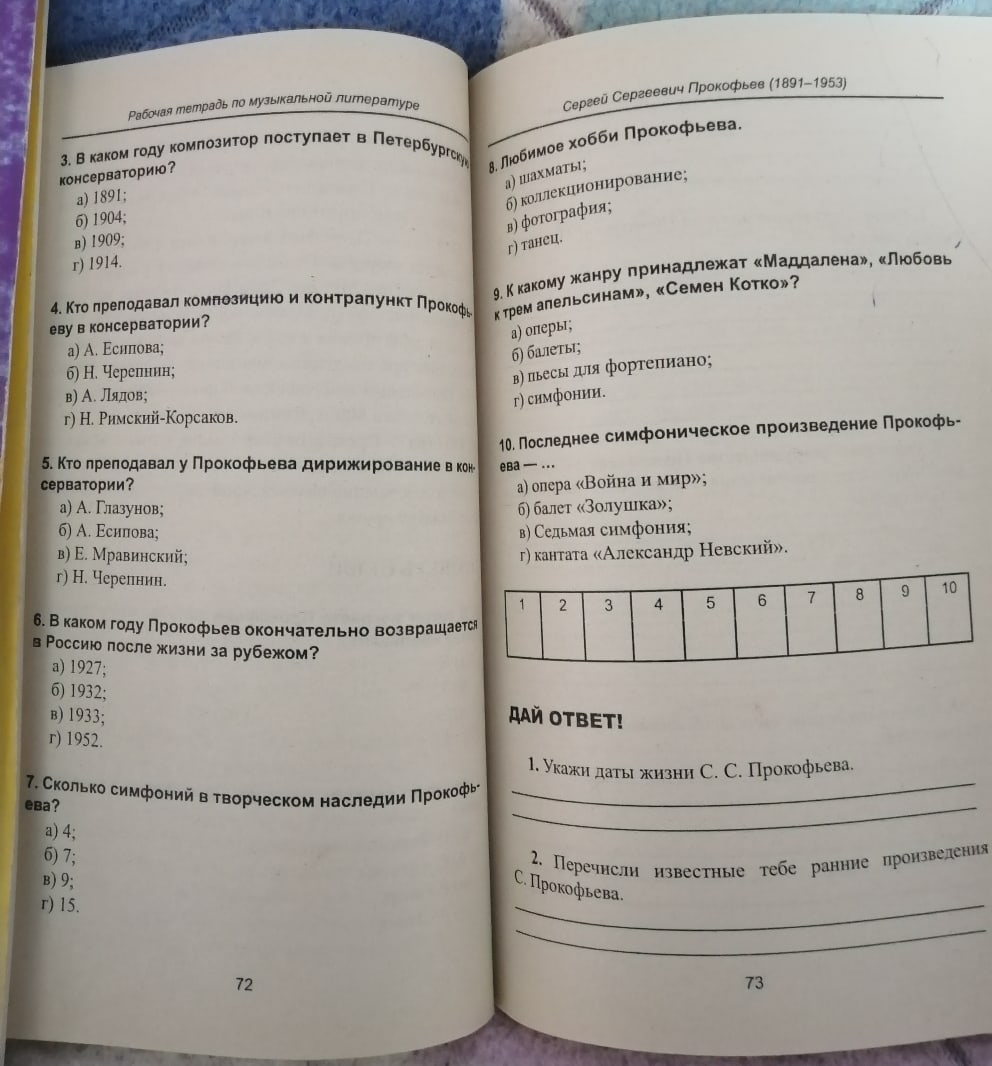 Рабочая тетрадь по музыкальной литературе
3. В каком году композитор поступает в Петербургскую
консерваторию?
а) 1891;
б) 1904;
в) 1909;
г) 1914.
4. Кто преподавал композицию и контрапункт Прокофь-
еву в консерватории?
а) А. Есипова;
б) Н. Черепнин;
в) А. Лядов;
г) Н. Римский-Корсаков.
5. Кто преподавал у Прокофьева дирижирование в кон-
серватории?
а) А. Глазунов;
б) А. Есипова;
в) Е. Мравинский;
г) Н. Черепнин.
6. В каком году Прокофьев окончательно возвращается
в Россию после жизни за рубежом?
а) 1927;
б) 1932;
в) 1933;
г) 1952.
7. Сколько симфоний в творческом наследии Прокофь-
ева?
а) 4;
б) 7;
в) 9;
г) 15.
72
Сергей Сергеевич Прокофьев (1891–1953)
8. Любимое хобби Прокофьева.
а) шахматы;
б) коллекционирование;
в) фотография;
г) танец.
9. К какому жанру принадлежат «Маддалена», «Любовь
к трем апельсинам», «Семен Котко»?
а) оперы;
б) балеты;
в) пьесы для фортепиано;
г) симфонии.
10. Последнее симфоническое произведение Прокофь-
ева — ...
а) опера «Война и мир»;
б) балет «Золушка»;
в) Седьмая симфония;
г) кантата «Александр Невский».
1 2 3 4 5 6 7 8 9 10
ДАЙ ОТВЕТ!
1. Укажи даты жизни С. С. Прокофьева.
2. Перечисли известные тебе ранние произведения
С. Прокофьева.
73